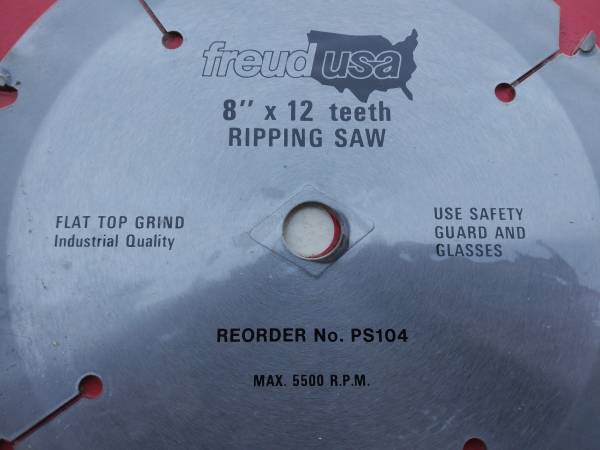 freud usa
8" x 12 teeth
RIPPING SAW
FLAT TOP GRIND
Industrial Quality
USE SAFETY
GUARD AND
GLASSES
REORDER No. PS104
MAX. 5500 R.P.M.